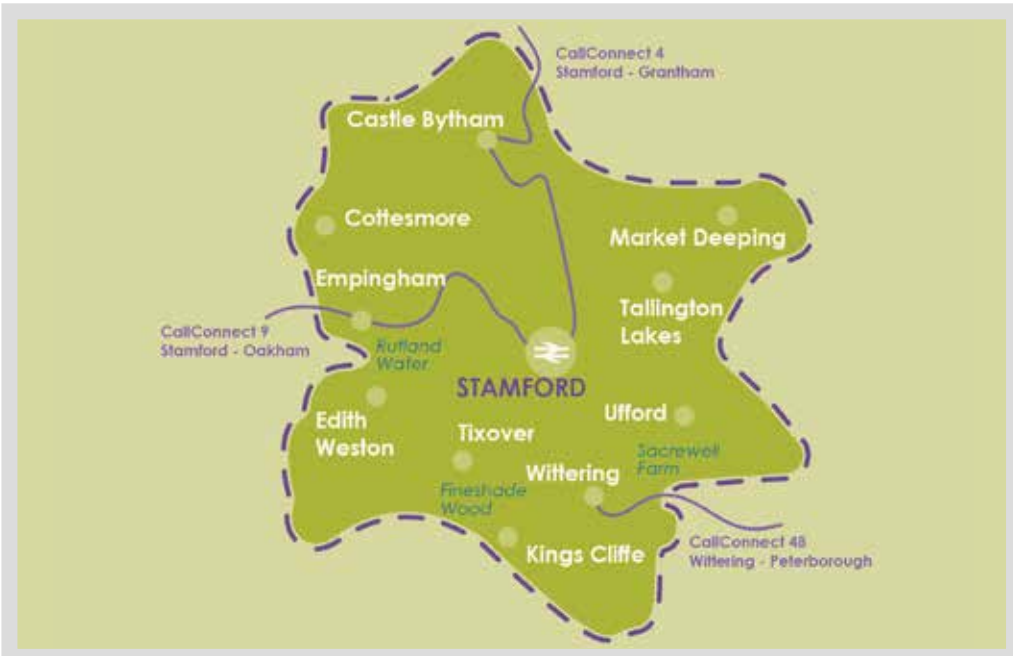 CallConnect 4
Stamford - Grantham
Castle Bytham
Cottesmore
Market Deeping
Empingham
Tallington
Lakes
CallConnect 9
Stamford - Oakham
Rutland
Water
STAMFORD
Edith
Weston
Tixover
Ufford
Sacrewell
Farm
Wittering
Fineshade
Wood
Kings Cliffe
CallConnect 48
Wittering - Peterborough